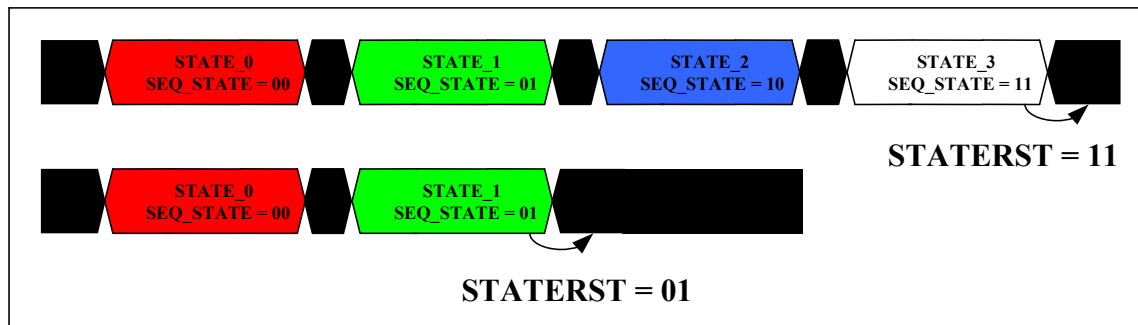 STATE_0
SEQ_STATE = 00
STATE_1
SEQ_STATE = 01
STATE_2
SEQ_STATE = 10
STATE_3
SEQ_STATE = 11
STATERST = 11
STATE_0
SEQ_STATE = 00
STATE_1
SEQ_STATE = 01
STATERST = 01